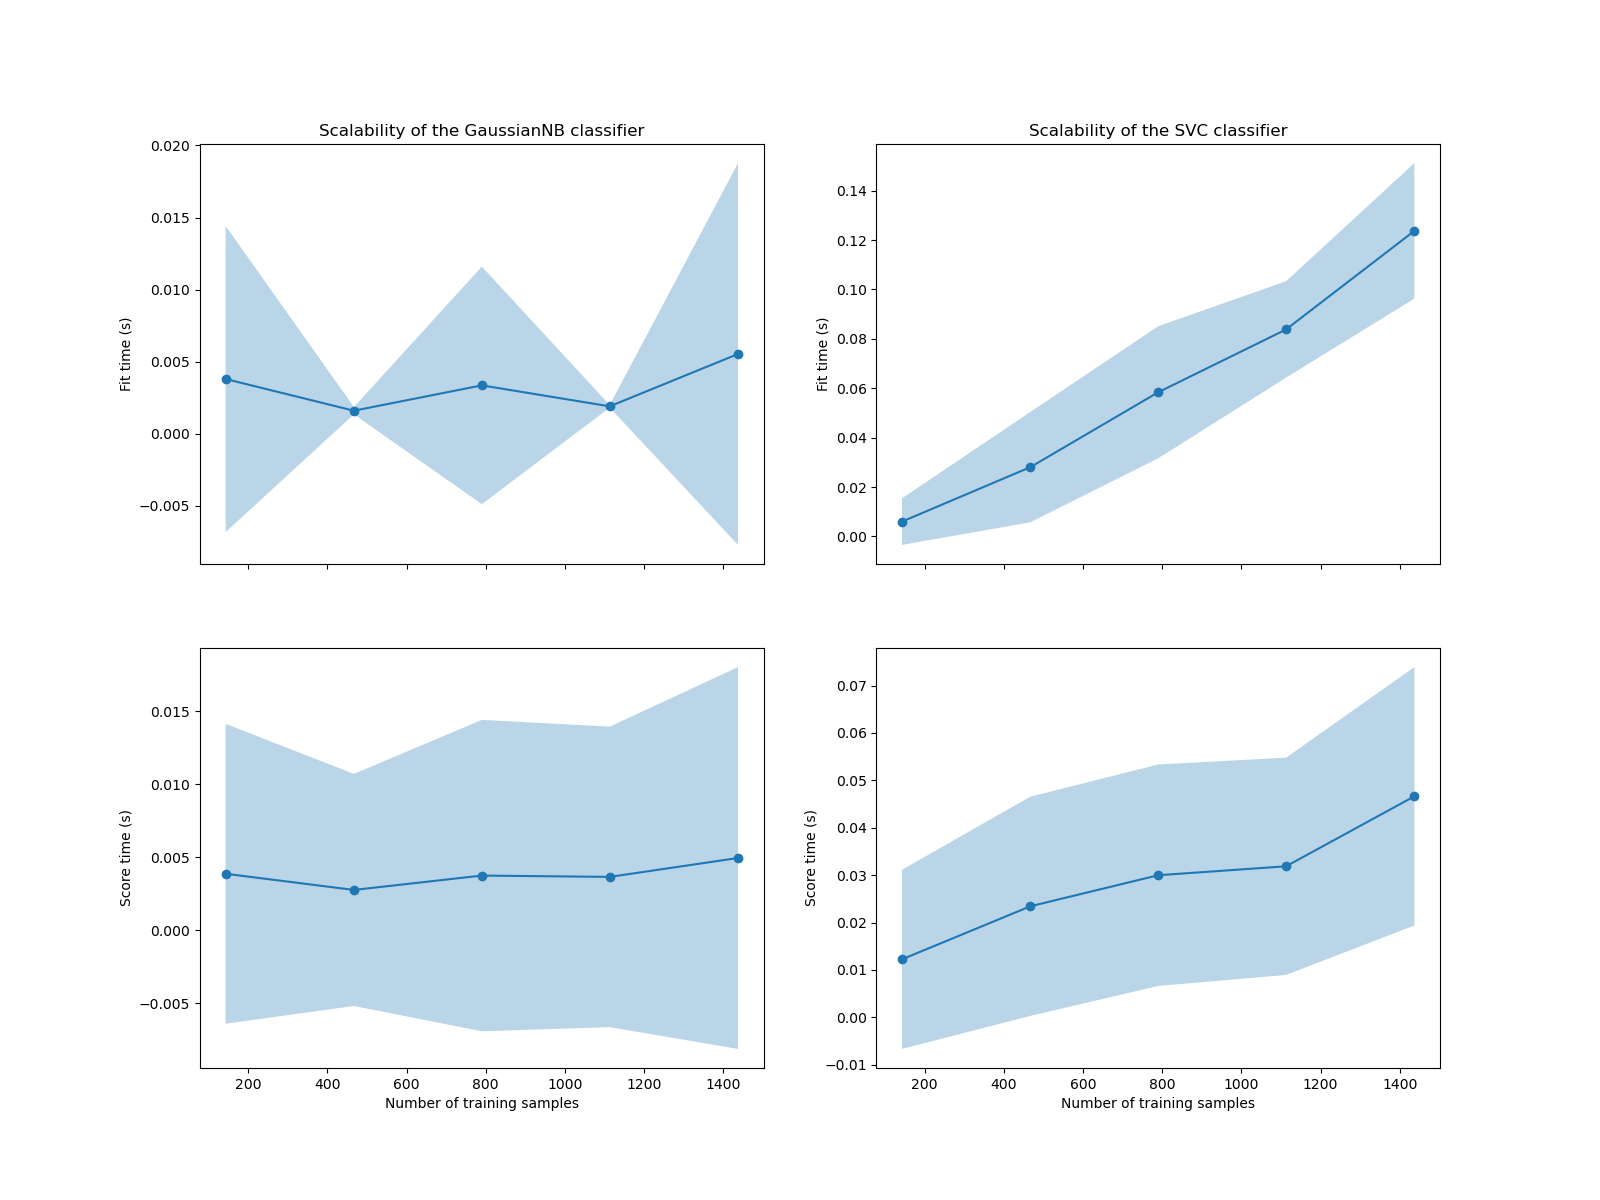 Scalability of the GaussianNB classifier
0.020
0.015
0.010
0.005
0.000
−0.005
Fit time (s)
Scalability of the SVC classifier
0.14
0.12
0.10
0.08
0.06
0.04
0.02
0.00
Fit time (s)
0.015
0.010
0.005
0.000
−0.005
Score time (s)
200 400 600 800 1000 1200 1400
Number of training samples
0.07
0.06
0.05
0.04
0.03
0.02
0.01
0.00
−0.01
Score time (s)
200 400 600 800 1000 1200 1400
Number of training samples